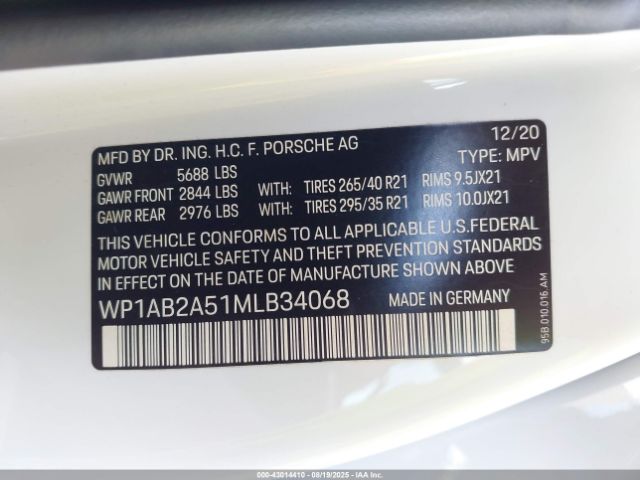 MFD BY DR. ING. H.C. F. PORSCHE AG 12/20
GVWR 5688 LBS TYPE: MPV
GAWR FRONT 2844 LBS WITH: TIRES 265/40 R21 RIMS 9.5JX21
GAWR REAR 2976 LBS WITH: TIRES 295/35 R21 RIMS 10.0JX21
THIS VEHICLE CONFORMS TO ALL APPLICABLE U.S.FEDERAL
MOTOR VEHICLE SAFETY AND THEFT PREVENTION STANDARDS
IN EFFECT ON THE DATE OF MANUFACTURE SHOWN ABOVE
WP1AB2A51MLB34068 MADE IN GERMANY
95B 010 016 AM
000-43014410 - 08/19/2025 - IAAI.com